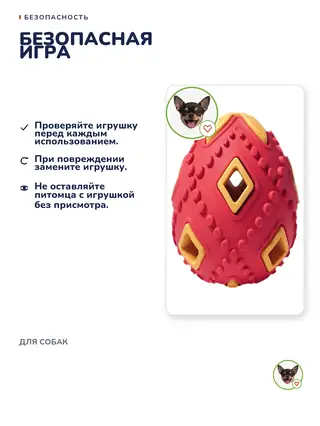 БЕЗОПАСНОСТЬ
БЕЗОПАСНАЯ
ИГРА
Проверяйте игрушку
перед каждым
использованием.
При повреждении
замените игрушку.
Не оставляйте
питомца с игрушкой
без присмотра.
ДЛЯ СОБАК